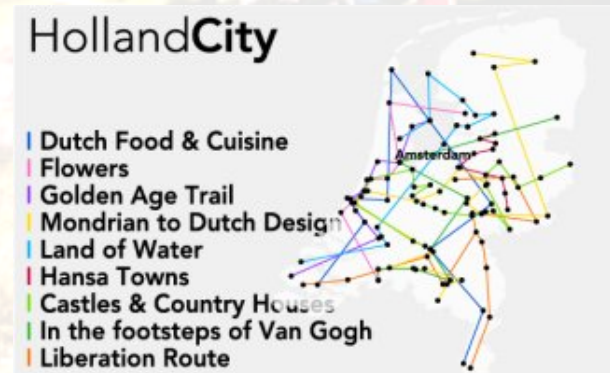 HollandCity
Dutch Food & Cuisine
Flowers
Golden Age Trail
Mondrian to Dutch Design
Land of Water
Hansa Towns
Castles & Country Houses
In the footsteps of Van Gogh
Liberation Route
Amsterdam